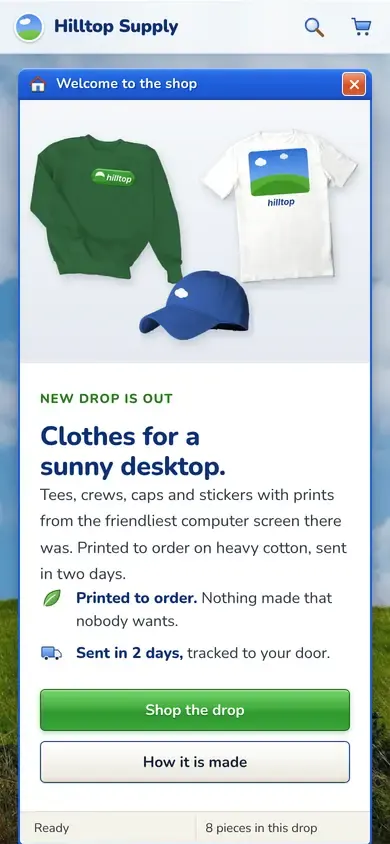 Hilltop Supply
Welcome to the shop
hilltop
hilltop
NEW DROP IS OUT
Clothes for a
sunny desktop.
Tees, crews, caps and stickers with prints
from the friendliest computer screen there
was. Printed to order on heavy cotton, sent
in two days.
Printed to order. Nothing made that
nobody wants.
Sent in 2 days, tracked to your door.
Shop the drop
How it is made
Ready
8 pieces in this drop